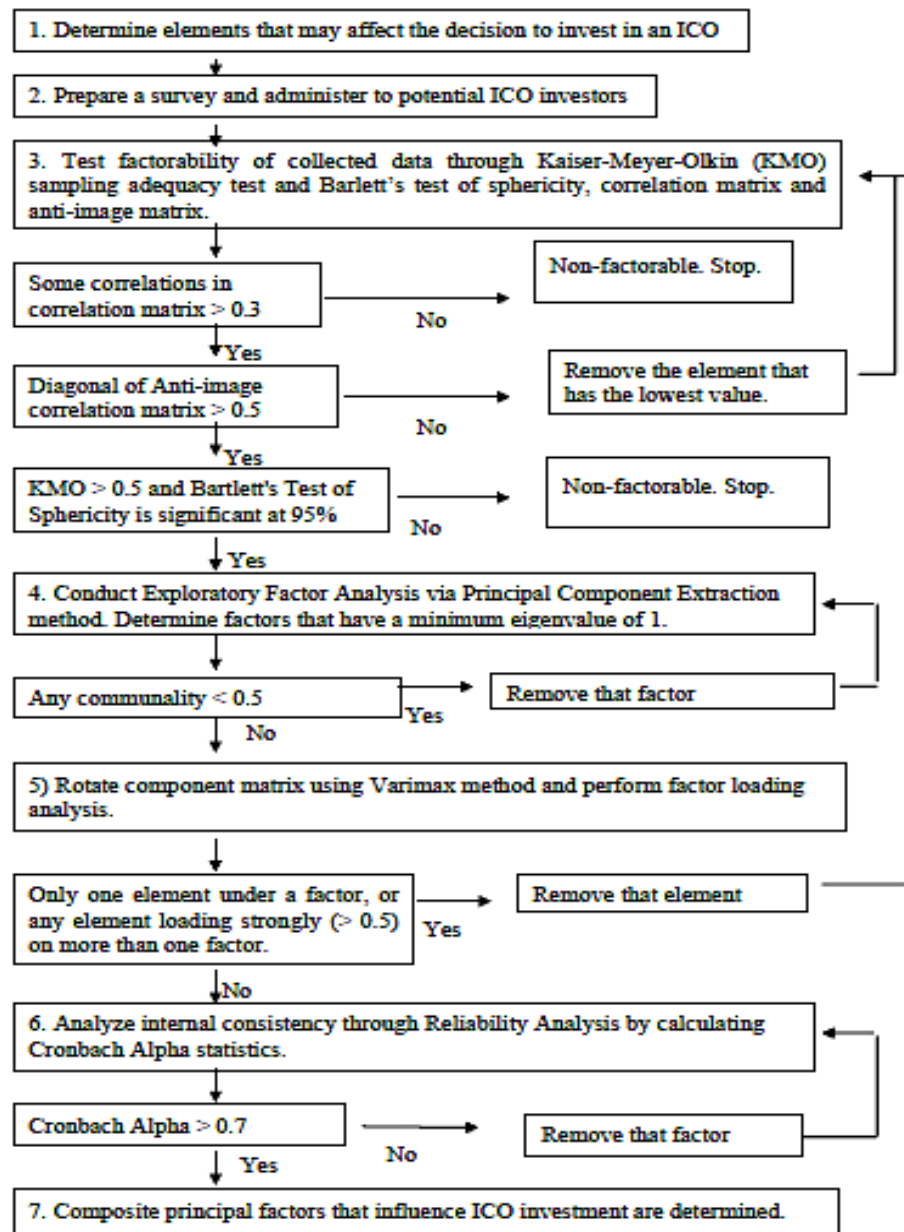 1. Determine elements that may affect the decision to invest in an ICO
2. Prepare a survey and administer to potential ICO investors
3. Test factorability of collected data through Kaiser-Meyer-Olkin (KMO)
sampling adequacy test and Barlett's test of sphericity, correlation matrix and
anti-image matrix.
Some correlations in
correlation matrix > 0.3
No
Non-factorable. Stop.
Yes
Diagonal of Anti-image
correlation matrix > 0.5
No
Remove the element that
has the lowest value.
Yes
KMO > 0.5 and Bartlett's Test of
Sphericity is significant at 95%
No
Non-factorable. Stop.
Yes
4. Conduct Exploratory Factor Analysis via Principal Component Extraction
method. Determine factors that have a minimum eigenvalue of 1.
Any communality < 0.5
Yes
Remove that factor
No
5) Rotate component matrix using Varimax method and perform factor loading
analysis.
Only one element under a factor, or
any element loading strongly (> 0.5)
on more than one factor.
Yes
Remove that element
No
6. Analyze internal consistency through Reliability Analysis by calculating
Cronbach Alpha statistics.
Cronbach Alpha > 0.7
No
Remove that factor
Yes
7. Composite principal factors that influence ICO investment are determined.